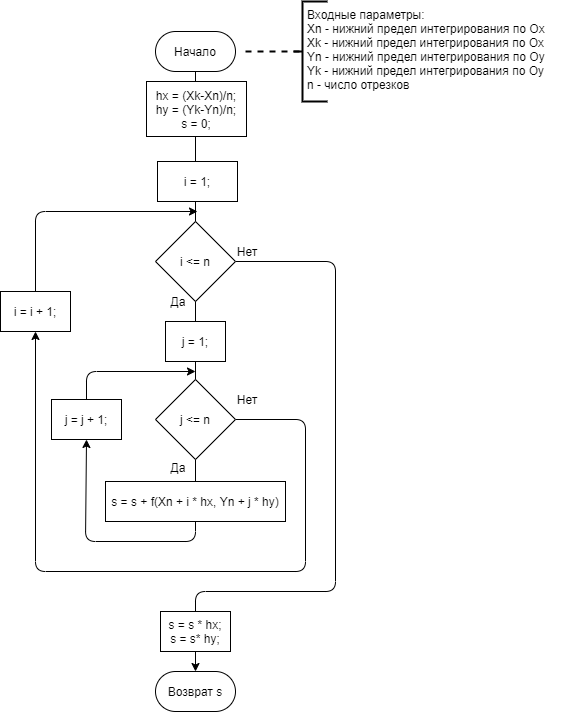 Входные параметры:
Xn - нижний предел интегрирования по Ox
Xk - нижний предел интегрирования по Ox
Yn - нижний предел интегрирования по Oy
Yk - нижний предел интегрирования по Oy
n - число отрезков
Начало
hx = (Xk-Xn)/n;
hy = (Yk-Yn)/n;
s = 0;
i = 1;
i <= n
Нет
Да
i = i + 1;
j = 1;
j <= n
Нет
j = j + 1;
Да
s = s + f(Xn + i * hx, Yn + j * hy)
s = s * hx;
s = s* hy;
Возврат s